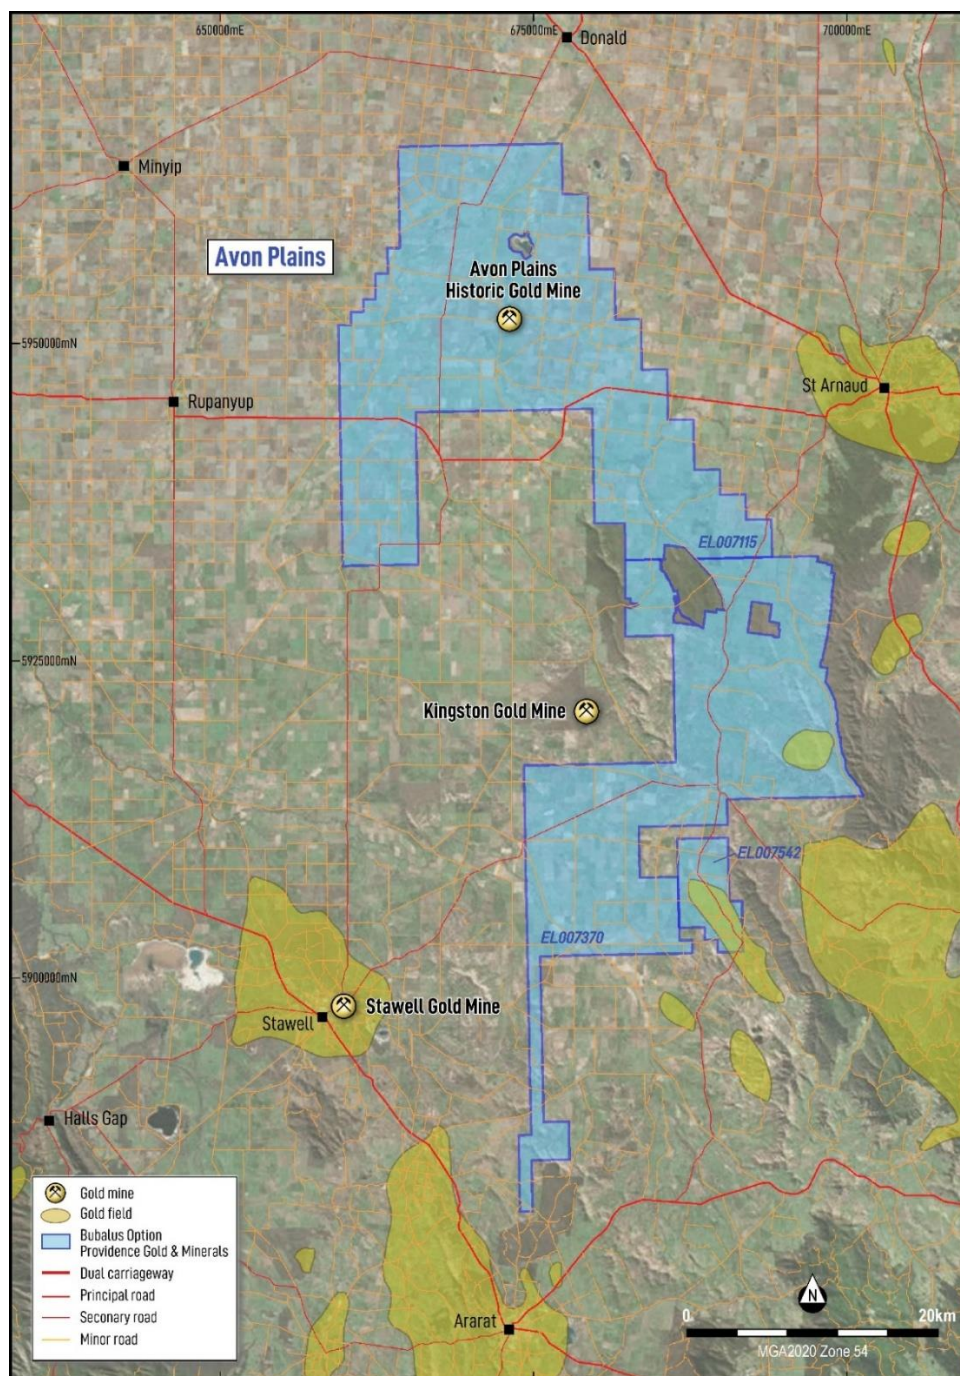 650000mE
675000mE
700000mE
Donald
Minyip
Avon Plains
Avon Plains
Historic Gold Mine
5950000mN
St Arnaud
Rupanyup
EL007115
5925000mN
Kingston Gold Mine
EL007542
EL007370
5900000mN
Stawell Gold Mine
Stawell
Halls Gap
Gold mine
Gold field
Bubalus Option
Providence Gold & Minerals
Dual carriageway
Principal road
Seconary road
Minor road
Ararat
N
0
20km
MGA2020 Zone 54